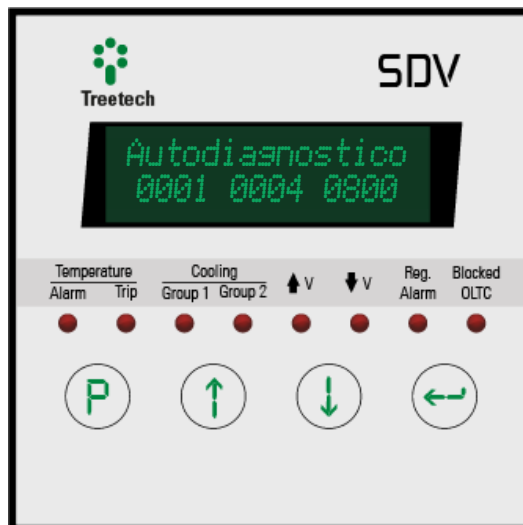 Treetech
SDV
Autodiagnostico
0001 0004 0800
Temperature
Alarm Trip
Cooling
Group 1 Group 2
V
V
Reg.
Alarm
Blocked
OLTC
P